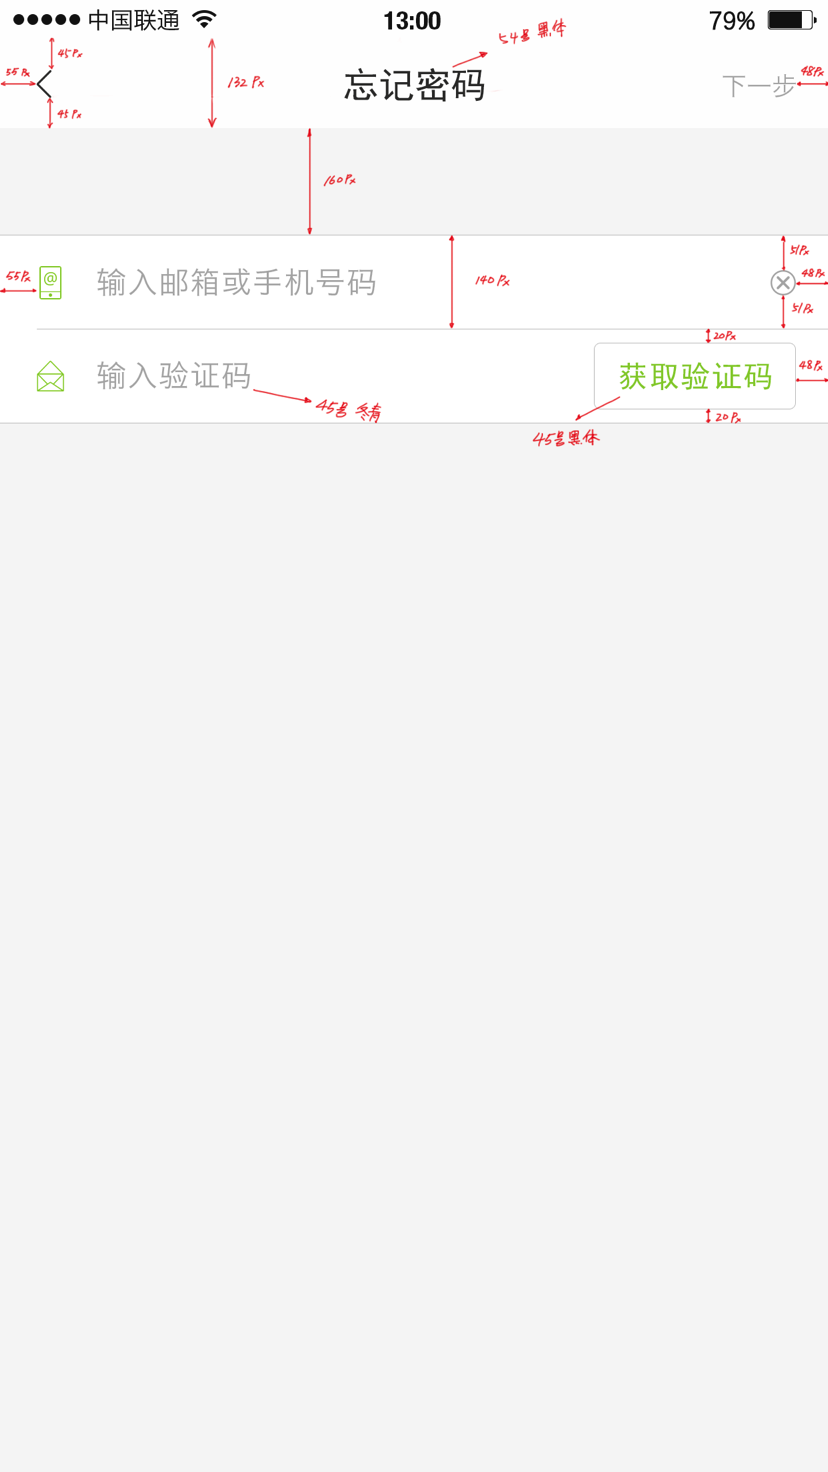 中国联通 13:00 79%
54号 黑体
45Px
55Px 忘记密码 下一步 48Px
132 Px
45Px
160Px
51Px
55Px 输入邮箱或手机号码 140Px 48Px
51Px
20Px
输入验证码 获取验证码 48Px
45号 冬青
20Px
45号黑体